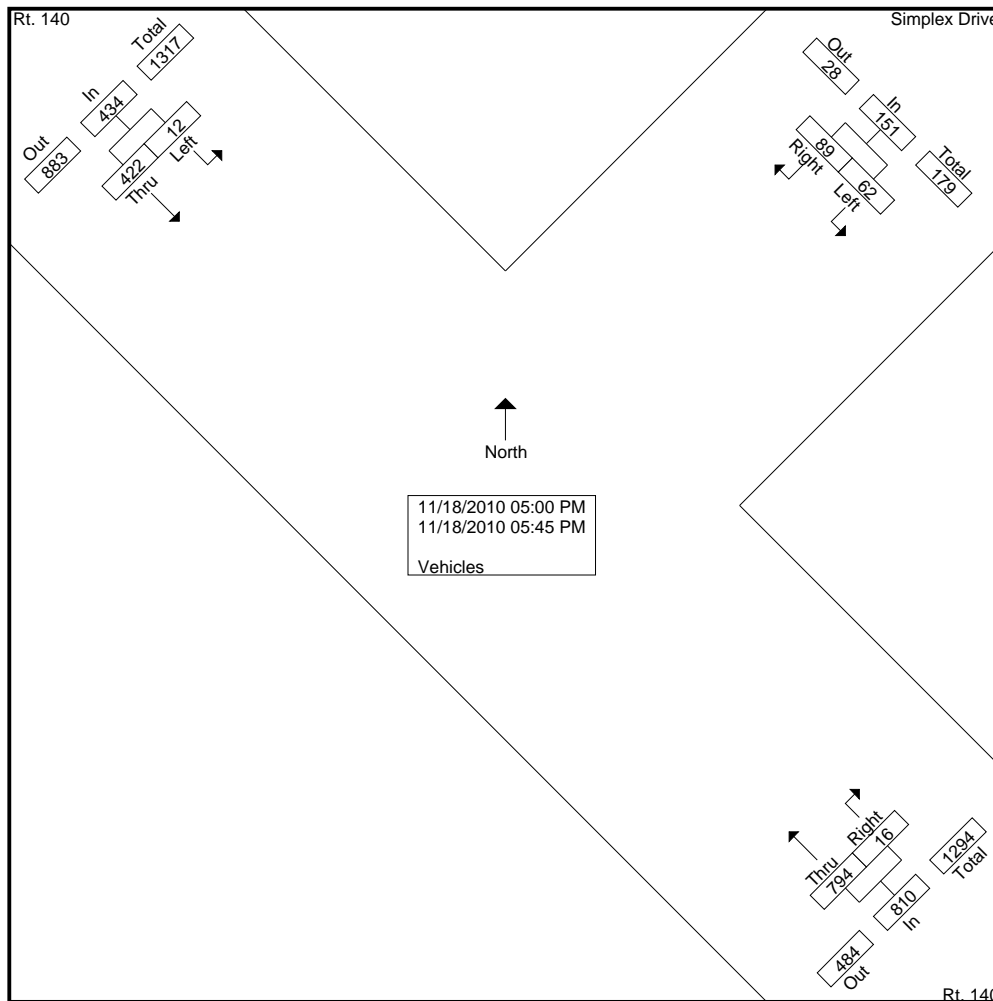 Rt. 140
Simplex Drive
Out
In
Total
883
434
1317
422
12
Thru
Left
Out
In
Total
28
151
179
89
62
Right
Left
North
11/18/2010 05:00 PM
11/18/2010 05:45 PM
Vehicles
Thru
Right
794
16
484
810
1294
Out
In
Total
Rt. 140